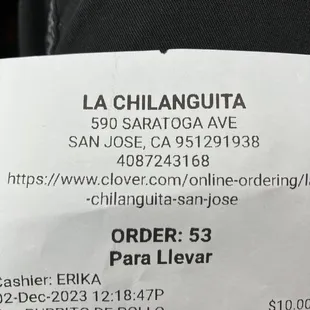 LA CHILANGUITA
590 SARATOGA AVE
SAN JOSE, CA 951291938
4087243168
https://www.clover.com/online-ordering/l
-chilanguita-san-jose
ORDER: 53
Para Llevar
Cashier: ERIKA
02-Dec-2023 12:18:47P
$10.00